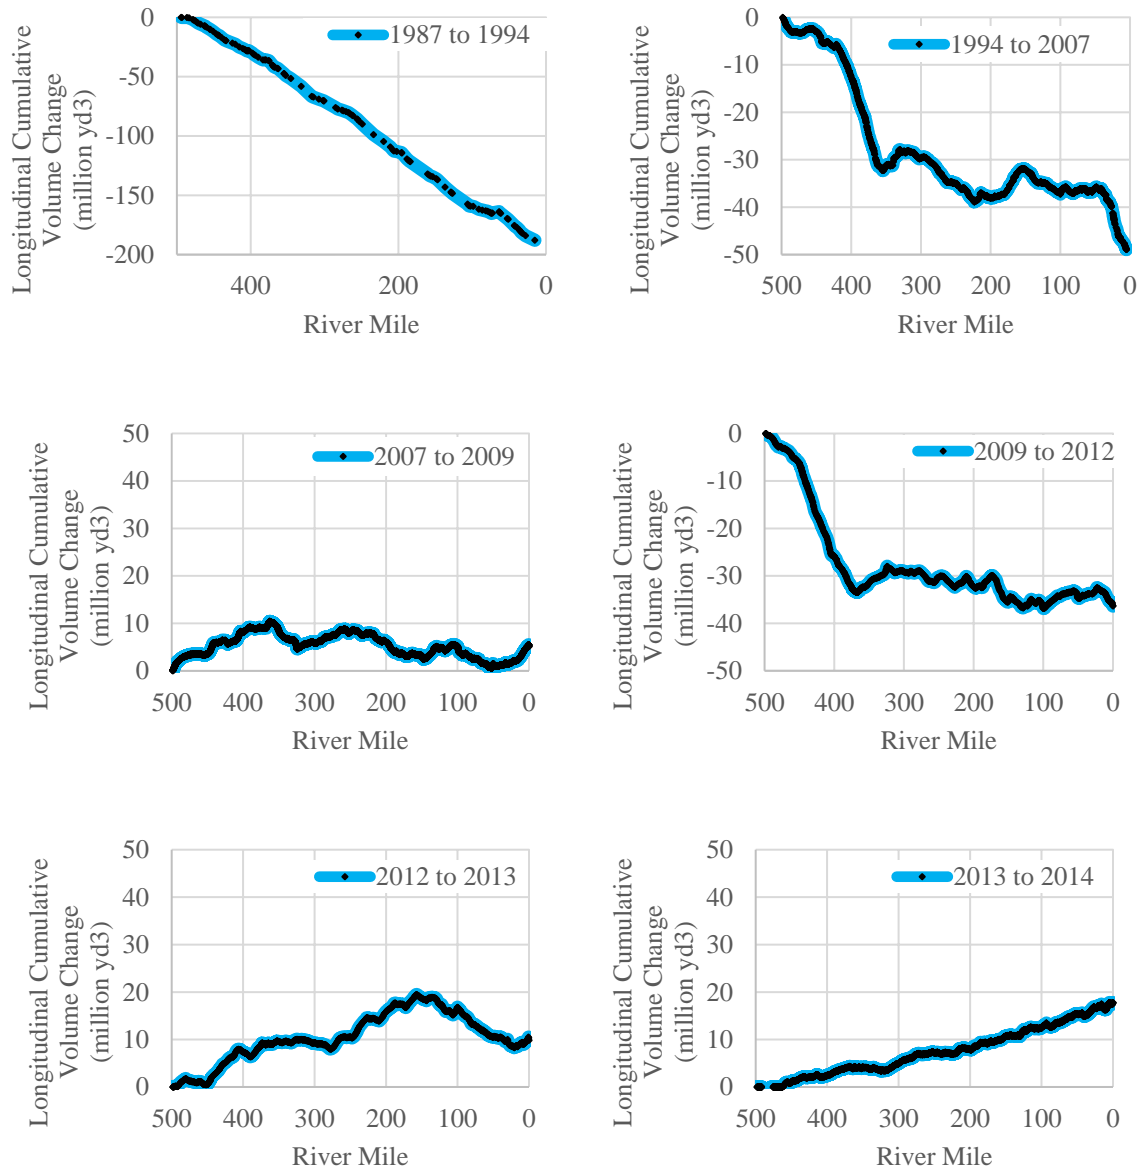 Longitudinal Cumulative
Volume Change
(million yd3)
0
-50
-100
-150
-200
1987 to 1994
400
200
0
River Mile
Longitudinal Cumulative
Volume Change
(million yd3)
0
-10
-20
-30
-40
-50
1994 to 2007
500
400
300
200
100
0
River Mile
Longitudinal Cumulative
Volume Change
(million yd3)
50
40
30
20
10
0
2007 to 2009
500
400
300
200
100
0
River Mile
Longitudinal Cumulative
Volume Change
(million yd3)
0
-10
-20
-30
-40
-50
2009 to 2012
500
400
300
200
100
0
River Mile
Longitudinal Cumulative
Volume Change
(million yd3)
50
40
30
20
10
0
2012 to 2013
500
400
300
200
100
0
River Mile
Longitudinal Cumulative
Volume Change
(million yd3)
50
40
30
20
10
0
2013 to 2014
500
400
300
200
100
0
River Mile